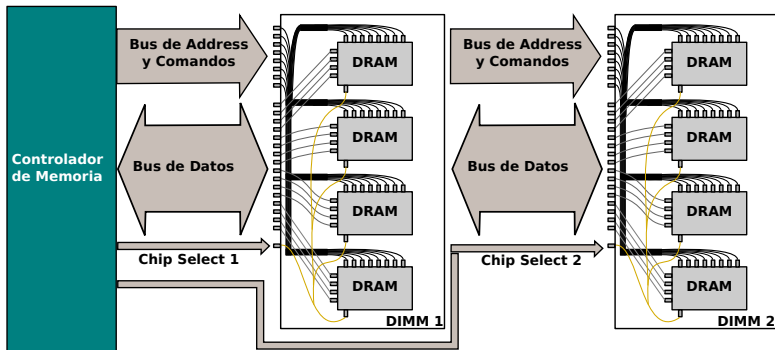 Controlador
de Memoria
Bus de Address
y Comandos
Bus de Datos
Chip Select 1
DRAM
DRAM
DRAM
DRAM
DIMM 1
Bus de Address
y Comandos
Bus de Datos
Chip Select 2
DRAM
DRAM
DRAM
DRAM
DIMM 2